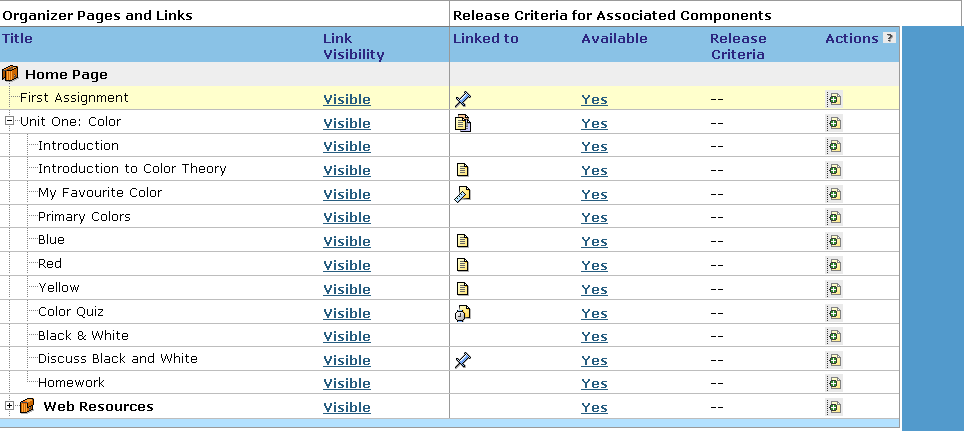 Organizer Pages and Links Release Criteria for Associated Components
Title Link Visibility Linked to Available Release Criteria Actions ?
Home Page
First Assignment Visible Yes --
Unit One: Color Visible Yes --
Introduction Visible Yes --
Introduction to Color Theory Visible Yes --
My Favourite Color Visible Yes --
Primary Colors Visible Yes --
Blue Visible Yes --
Red Visible Yes --
Yellow Visible Yes --
Color Quiz Visible Yes --
Black & White Visible Yes --
Discuss Black and White Visible Yes --
Homework Visible Yes --
Web Resources Visible Yes --